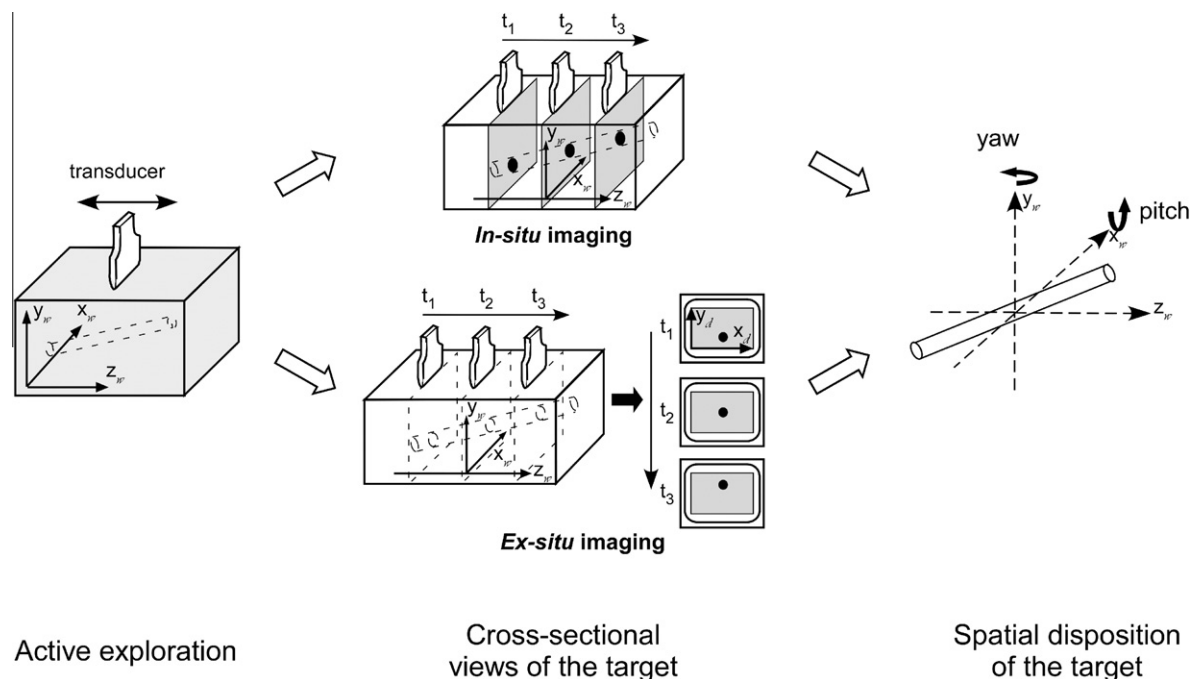 t1 t2 t3
transducer
yw
xw
zw
yw
xw
zw
In-situ imaging
t1 t2 t3
yw
xw
zw
t1
yd
xd
t2
t3
Ex-situ imaging
yaw
yw
xw
pitch
zw
Active exploration
Cross-sectional
views of the target
Spatial disposition
of the target